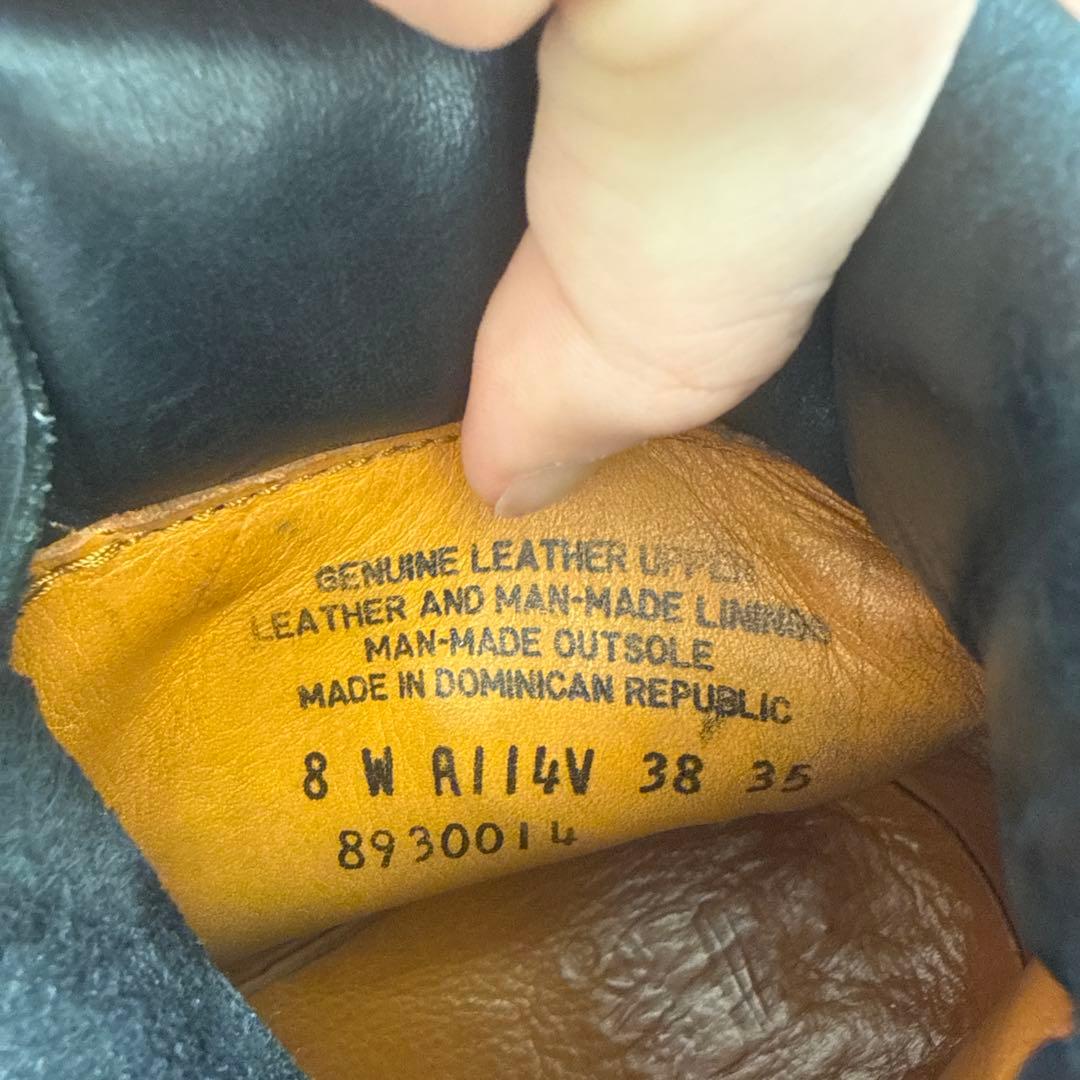 GENUINE LEATHER UPPER
LEATHER AND MAN-MADE LININGS
MAN-MADE OUTSOLE
MADE IN DOMINICAN REPUBLIC
8 W A114V 38 35
8930014